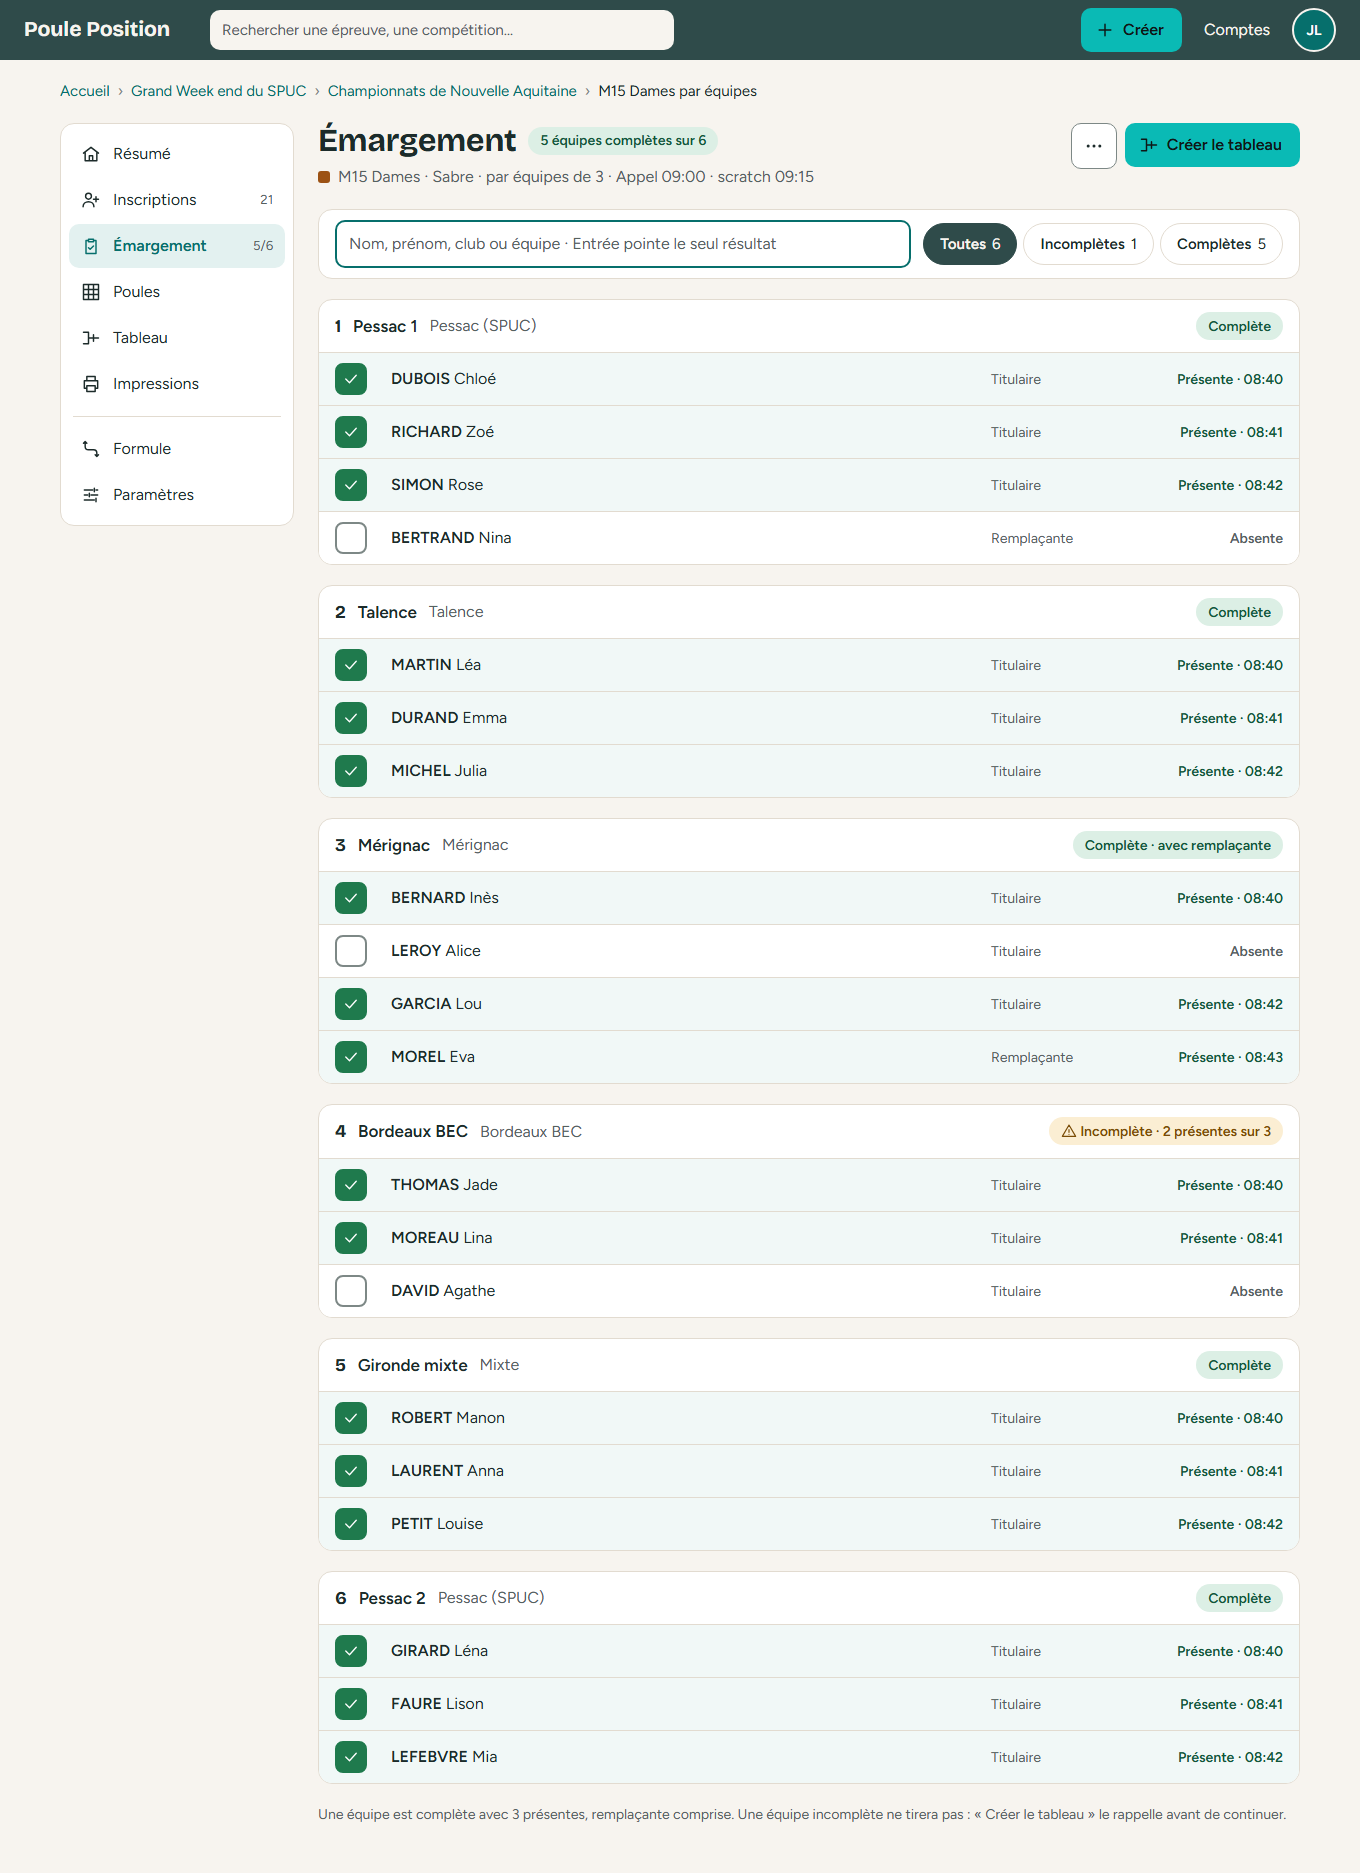 Poule Position
Rechercher une épreuve, une compétition...
Créer
Comptes
JL
Accueil › Grand Week end du SPUC › Championnats de Nouvelle Aquitaine › M15 Dames par équipes
Résumé
Inscriptions 21
Émargement 5/6
Poules
Tableau
Impressions
Formule
Paramètres
Émargement 5 équipes complètes sur 6
M15 Dames · Sabre · par équipes de 3 · Appel 09:00 · scratch 09:15
Créer le tableau
Nom, prénom, club ou équipe · Entrée pointe le seul résultat
Toutes 6
Incomplètes 1
Complètes 5
1 Pessac 1 Pessac (SPUC) Complète
DUBOIS Chloé Titulaire Présente · 08:40
RICHARD Zoé Titulaire Présente · 08:41
SIMON Rose Titulaire Présente · 08:42
BERTRAND Nina Remplaçante Absente
2 Talence Talence Complète
MARTIN Léa Titulaire Présente · 08:40
DURAND Emma Titulaire Présente · 08:41
MICHEL Julia Titulaire Présente · 08:42
3 Mérignac Mérignac Complète · avec remplaçante
BERNARD Inès Titulaire Présente · 08:40
LEROY Alice Titulaire Absente
GARCIA Lou Titulaire Présente · 08:42
MOREL Eva Remplaçante Présente · 08:43
4 Bordeaux BEC Bordeaux BEC Incomplète · 2 présentes sur 3
THOMAS Jade Titulaire Présente · 08:40
MOREAU Lina Titulaire Présente · 08:41
DAVID Agathe Titulaire Absente
5 Gironde mixte Mixte Complète
ROBERT Manon Titulaire Présente · 08:40
LAURENT Anna Titulaire Présente · 08:41
PETIT Louise Titulaire Présente · 08:42
6 Pessac 2 Pessac (SPUC) Complète
GIRARD Léna Titulaire Présente · 08:40
FAURE Lison Titulaire Présente · 08:41
LEFEBVRE Mia Titulaire Présente · 08:42
Une équipe est complète avec 3 présentes, remplaçante comprise. Une équipe incomplète ne tirera pas : « Créer le tableau » le rappelle avant de continuer.